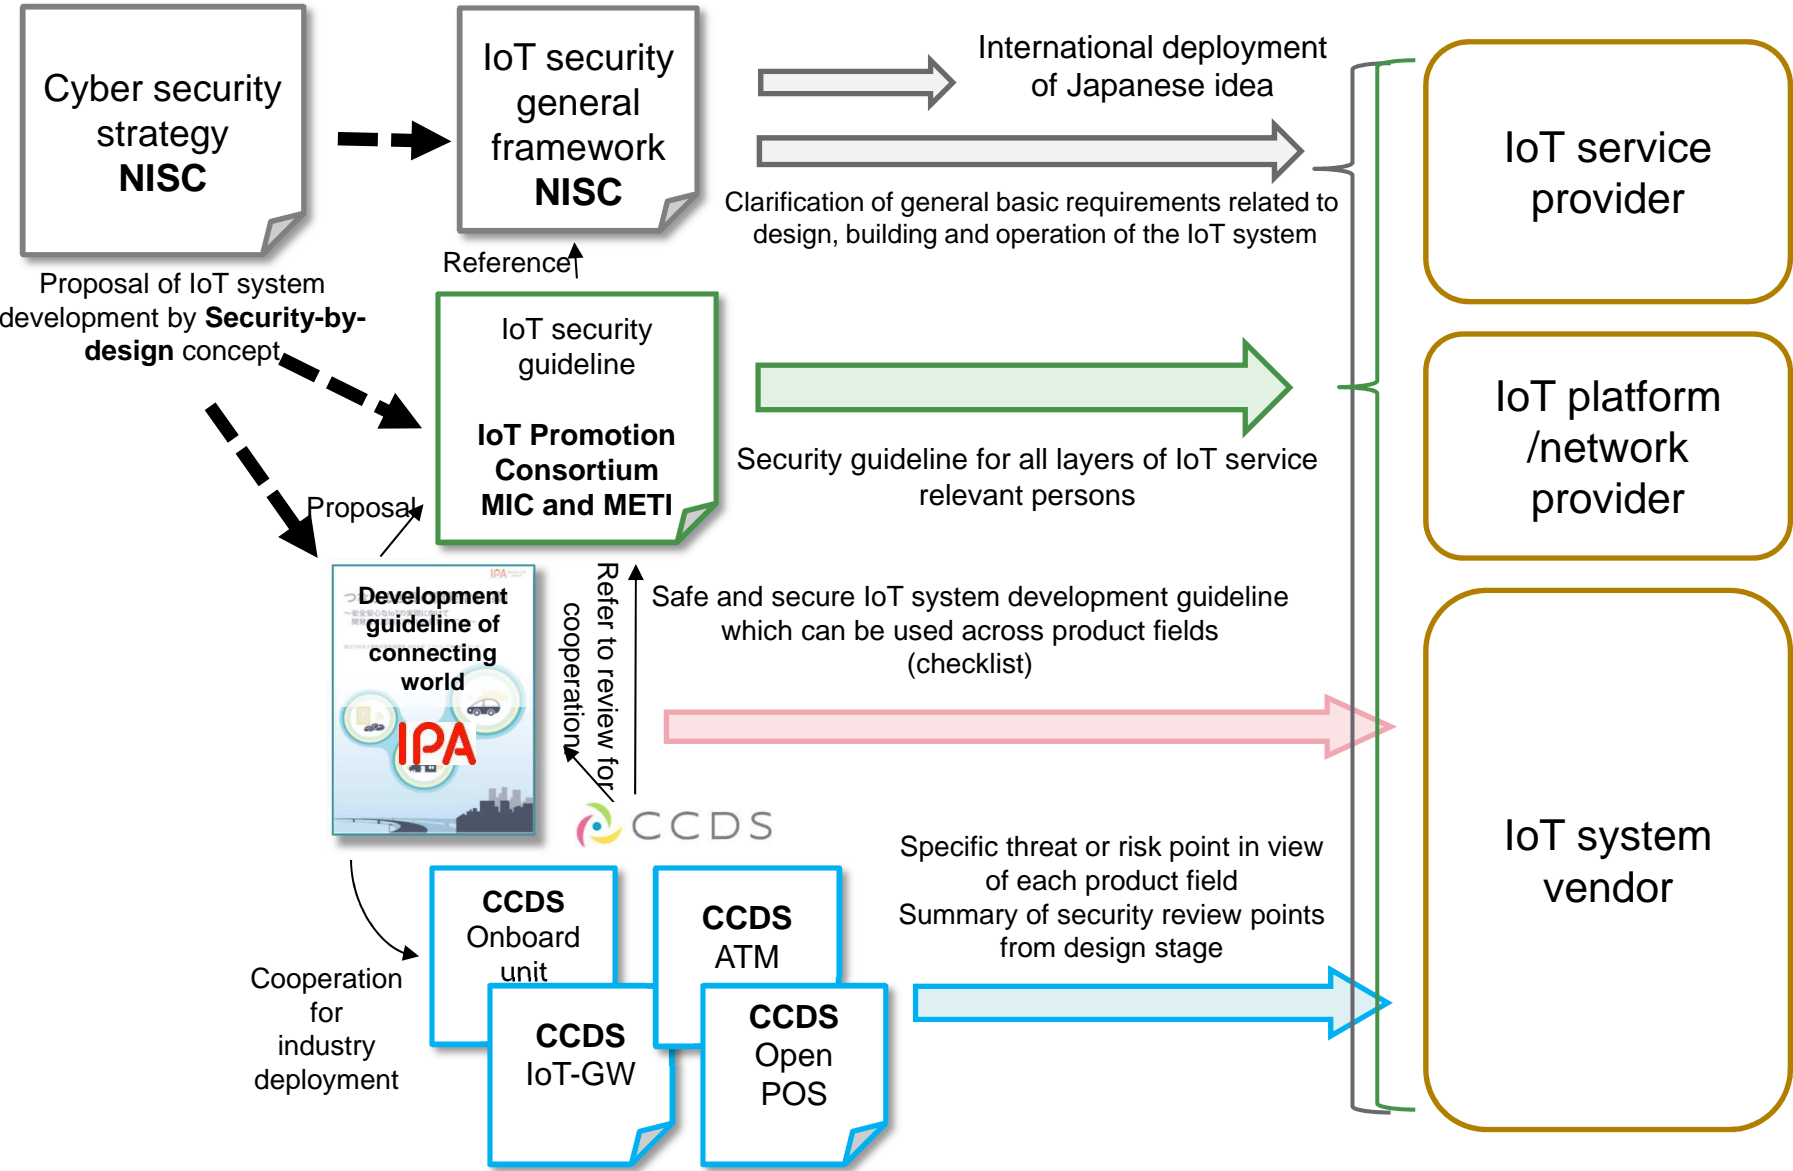 Cyber security
strategy
NISC
IoT security
general
framework
NISC
International deployment
of Japanese idea
Clarification of general basic requirements related to
design, building and operation of the IoT system
IoT service
provider
Proposal of IoT system
development by Security-by-
design concept
Reference
IoT security
guideline
IoT Promotion
Consortium
MIC and METI
Security guideline for all layers of IoT service
relevant persons
IoT platform
/network
provider
Proposal
IPA
Development
guideline of
connecting
world
IPA
Refer to review for
cooperation
Safe and secure IoT system development guideline
which can be used across product fields
(checklist)
CCDS
IoT system
vendor
Cooperation
for
industry
deployment
CCDS
Onboard
unit
CCDS
ATM
CCDS
IoT-GW
CCDS
Open
POS
Specific threat or risk point in view
of each product field
Summary of security review points
from design stage